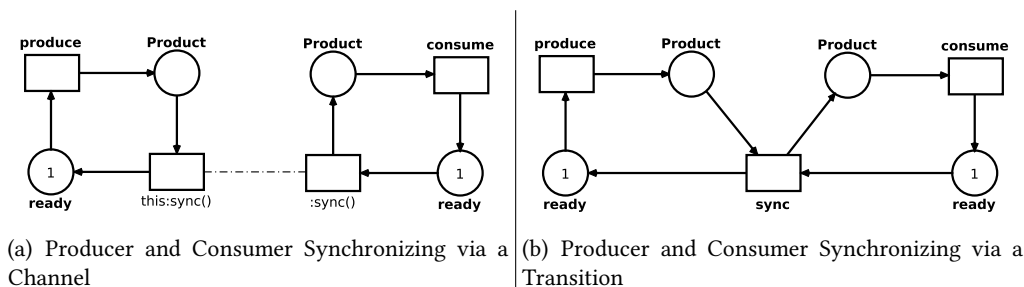 produce Product Product consume
1 1
ready this:sync() :sync() ready
(a) Producer and Consumer Synchronizing via a
Channel
produce Product Product consume
1 1
ready sync ready
(b) Producer and Consumer Synchronizing via a
Transition